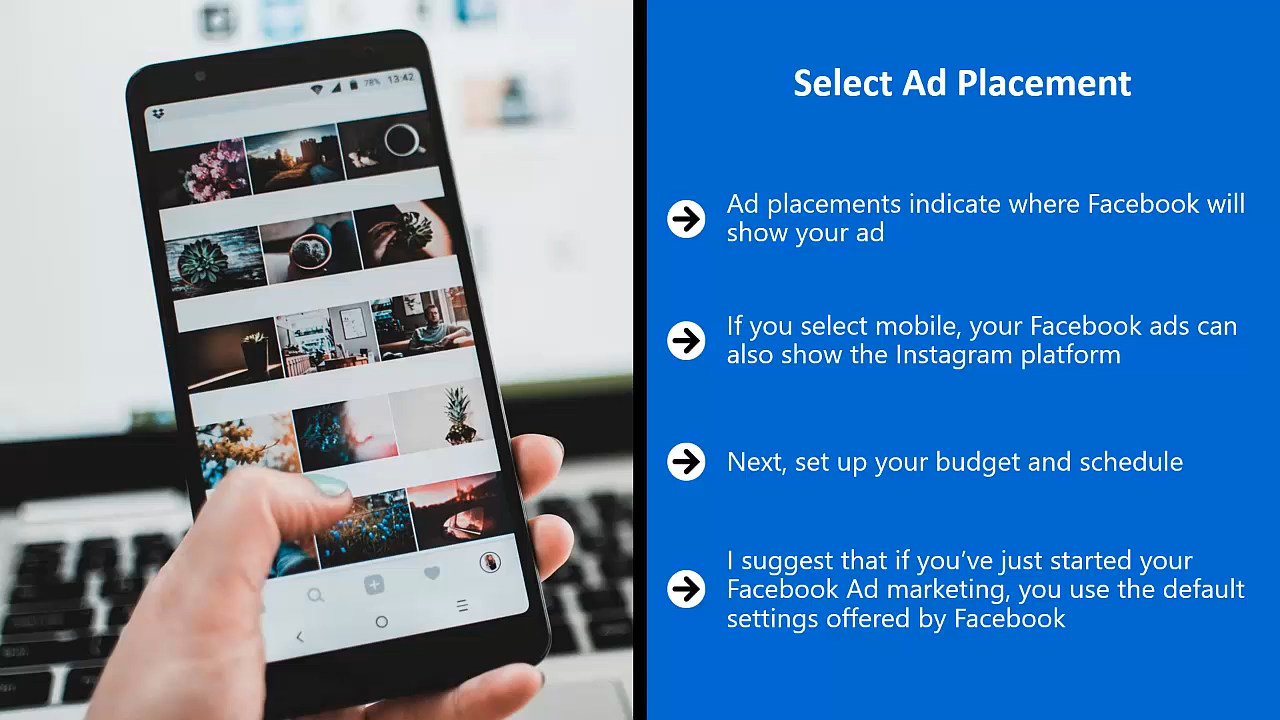 78% 13:42
Select Ad Placement
Ad placements indicate where Facebook will
show your ad
If you select mobile, your Facebook ads can
also show the Instagram platform
Next, set up your budget and schedule
I suggest that if you’ve just started your
Facebook Ad marketing, you use the default
settings offered by Facebook